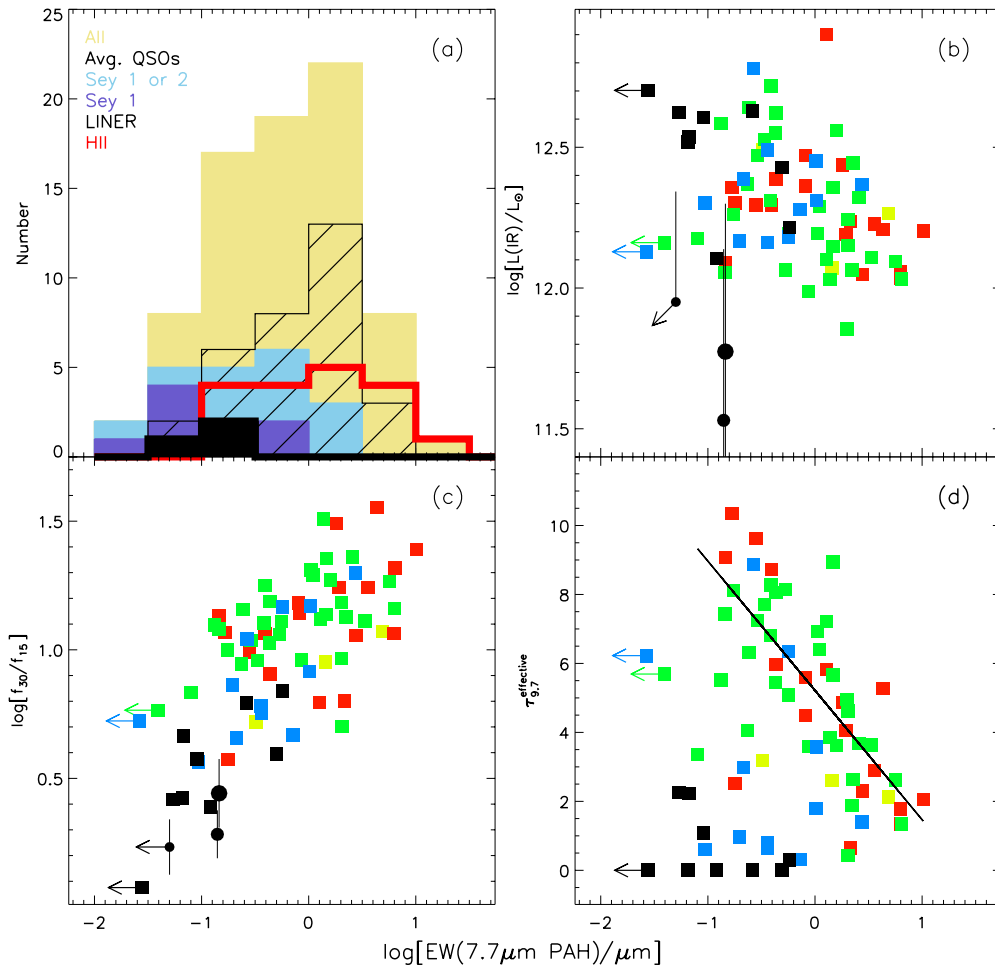 25
20
15
10
5
0
Number
All
Avg. QSOs
Sey 1 or 2
Sey 1
LINER
HII
(a)
12.5
12.0
11.5
log[L(IR)/L⊙]
(b)
1.5
1.0
0.5
log[f30/f15]
(c)
−2 −1 0 1
10
8
6
4
2
0
τ9.7^effective
(d)
−2 −1 0 1
log[EW(7.7μm PAH)/μm]